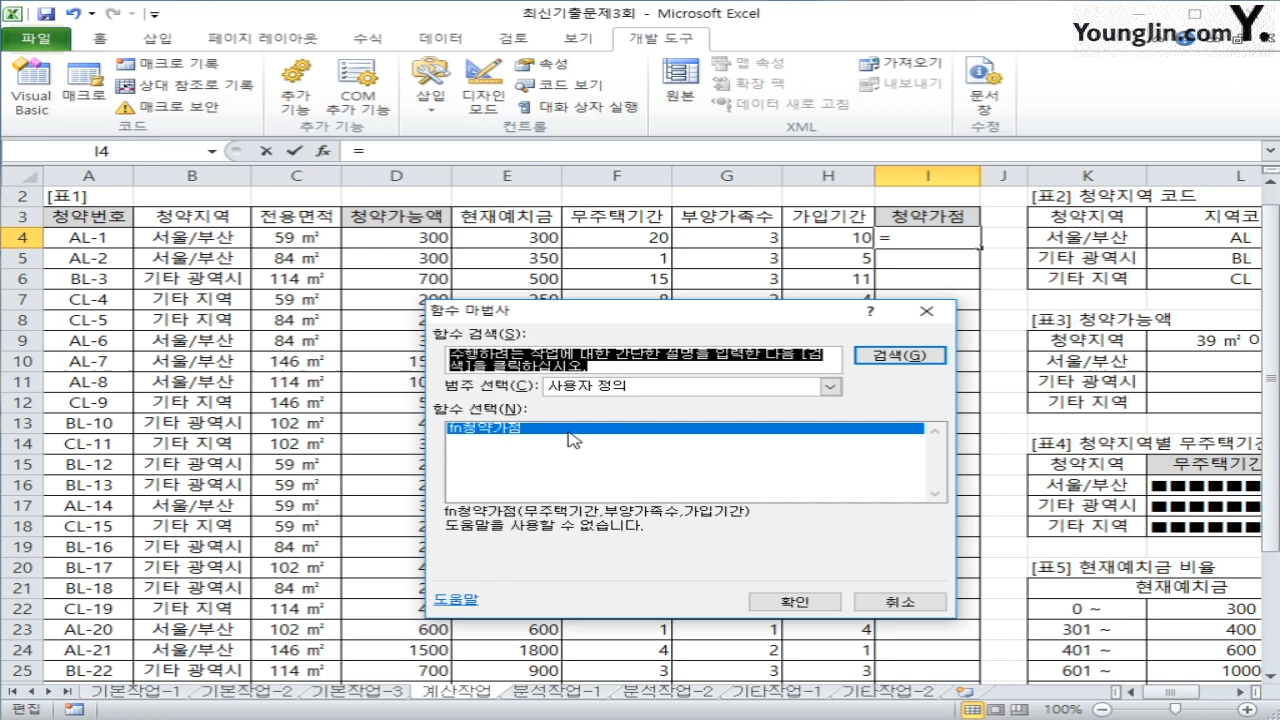 최신기출문제3회 - Microsoft Excel
YoungJin.com Y.
파일 홈 삽입 페이지 레이아웃 수식 데이터 검토 보기 개발 도구
Visual Basic
매크로
매크로 기록
상대 참조로 기록
매크로 보안
코드
추가 기능
COM 추가 기능
추가 기능
삽입
디자인 모드
속성
코드 보기
대화 상자 실행
컨트롤
원본
맵 속성
확장 팩
데이터 새로 고침
가져오기
내보내기
XML
문서 창
수정
I4 fx =
A B C D E F G H I J K L
2 [표1] [표2] 청약지역 코드
3 청약번호 청약지역 전용면적 청약가능액 현재예치금 무주택기간 부양가족수 가입기간 청약가점 청약지역 지역코
4 AL-1 서울/부산 59 ㎡ 300 300 20 3 10 = 서울/부산 AL
5 AL-2 서울/부산 84 ㎡ 300 350 1 3 5 기타 광역시 BL
6 BL-3 기타 광역시 114 ㎡ 700 500 15 3 11 기타 지역 CL
7 CL-4 기타 지역 59 ㎡
8 CL-5 기타 지역 84 ㎡ [표3] 청약가능액
9 AL-6 서울/부산 84 ㎡ 청약지역 39 ㎡
10 AL-7 서울/부산 146 ㎡ 서울/부산
11 AL-8 서울/부산 114 ㎡ 기타 광역시
12 CL-9 기타 지역 146 ㎡ 기타 지역
13 BL-10 기타 광역시 102 ㎡
14 CL-11 기타 지역 102 ㎡ [표4] 청약지역별 무주택기간
15 BL-12 기타 광역시 59 ㎡ 청약지역 무주택기간
16 BL-13 기타 광역시 59 ㎡ 서울/부산
17 AL-14 서울/부산 59 ㎡ 기타 광역시
18 CL-15 기타 지역 59 ㎡ 기타 지역
19 BL-16 기타 광역시 84 ㎡
20 BL-17 기타 광역시 102 ㎡ [표5] 현재예치금 비율
21 BL-18 기타 광역시 84 ㎡ 현재예치금
22 CL-19 기타 지역 114 ㎡ 0 ~ 300
23 AL-20 서울/부산 102 ㎡ 600 600 1 1 4 301 ~ 400
24 AL-21 서울/부산 146 ㎡ 1500 1800 4 2 1 401 ~ 600
25 BL-22 기타 광역시 114 ㎡ 700 900 3 3 3 601 ~ 1000
함수 마법사 ?
함수 검색(S):
수행하려는 작업에 대한 간단한 설명을 입력한 다음 [검
색]을 클릭하십시오.
검색(G)
범주 선택(C): 사용자 정의
함수 선택(N):
fn청약가점
fn청약가점(무주택기간,부양가족수,가입기간)
도움말을 사용할 수 없습니다.
도움말 확인 취소
기본작업-1 기본작업-2 기본작업-3 계산작업 분석작업-1 분석작업-2 기타작업-1 기타작업-2
편집 100%